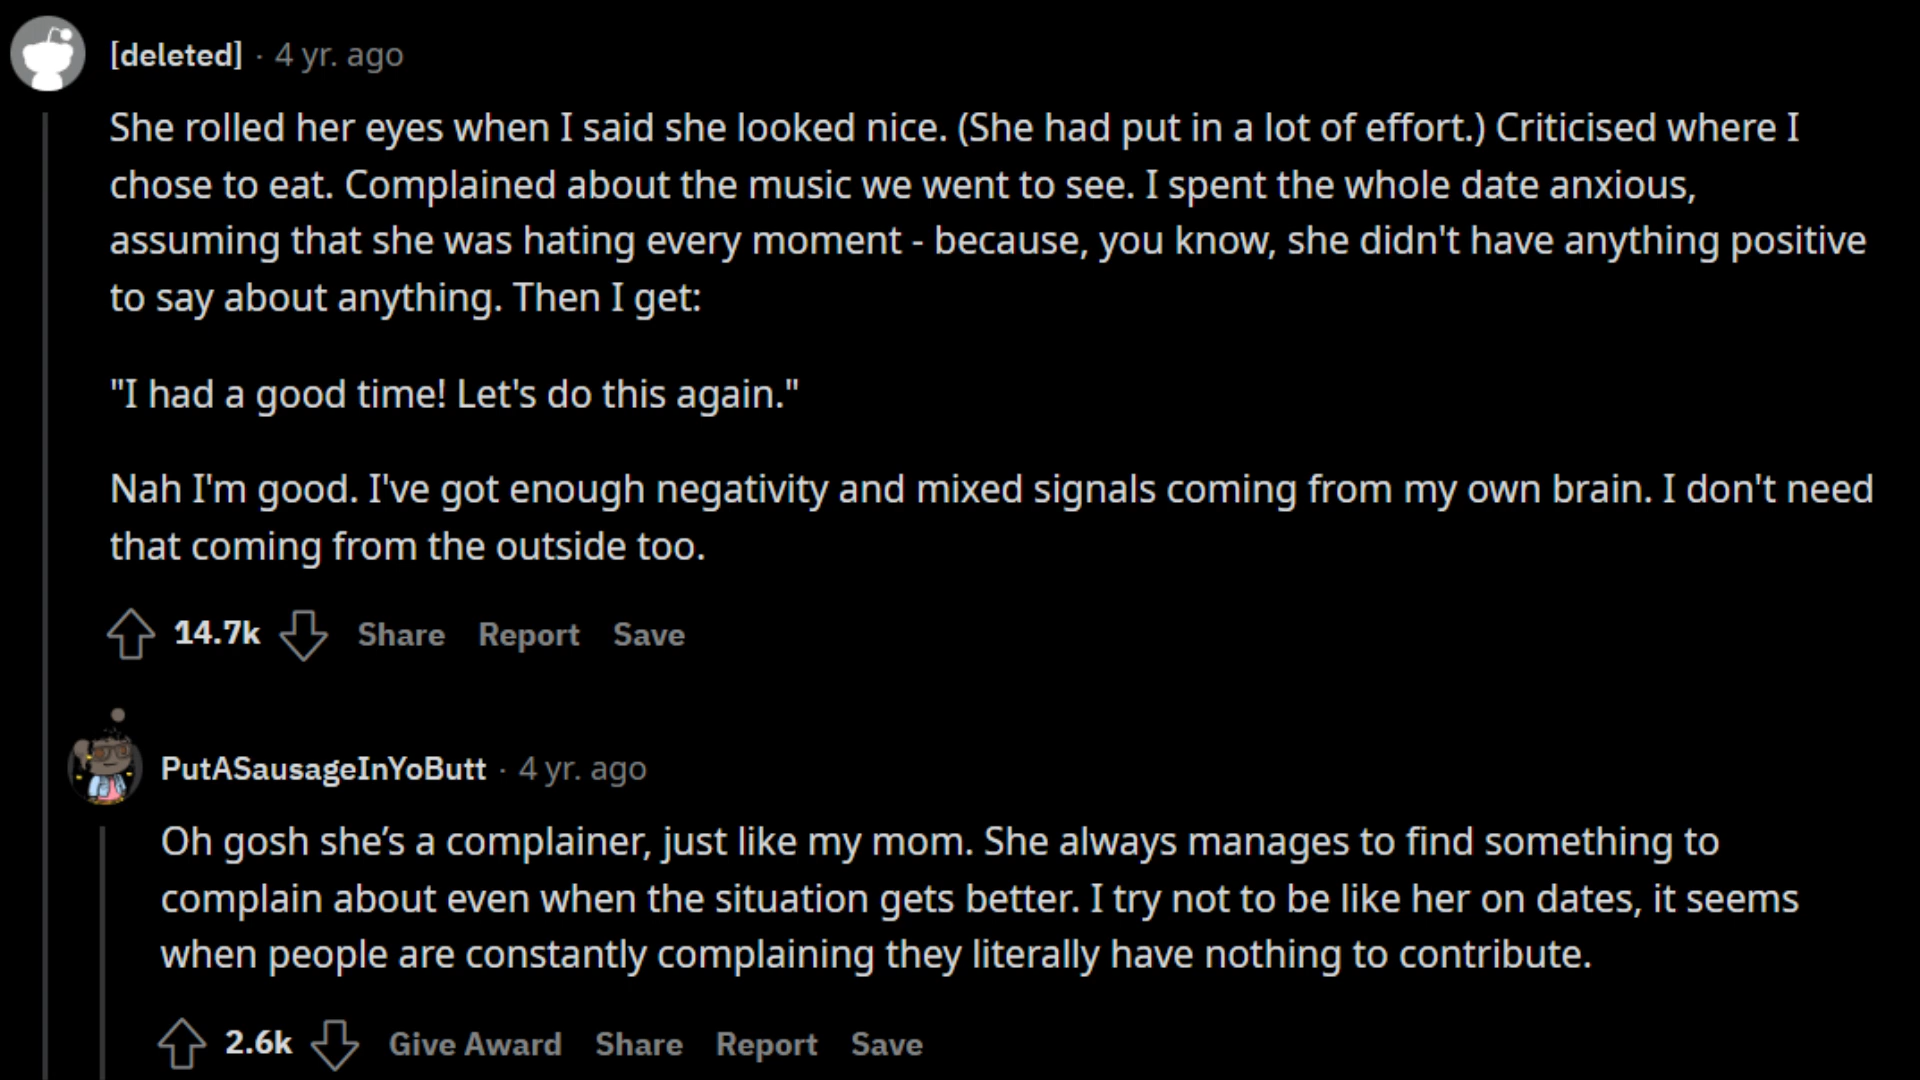 [deleted] · 4 yr. ago
She rolled her eyes when I said she looked nice. (She had put in a lot of effort.) Criticised where I
chose to eat. Complained about the music we went to see. I spent the whole date anxious,
assuming that she was hating every moment - because, you know, she didn't have anything positive
to say about anything. Then I get:
"I had a good time! Let's do this again."
Nah I'm good. I've got enough negativity and mixed signals coming from my own brain. I don't need
that coming from the outside too.
14.7k Share Report Save
PutASausageInYoButt · 4 yr. ago
Oh gosh she’s a complainer, just like my mom. She always manages to find something to
complain about even when the situation gets better. I try not to be like her on dates, it seems
when people are constantly complaining they literally have nothing to contribute.
2.6k Give Award Share Report Save